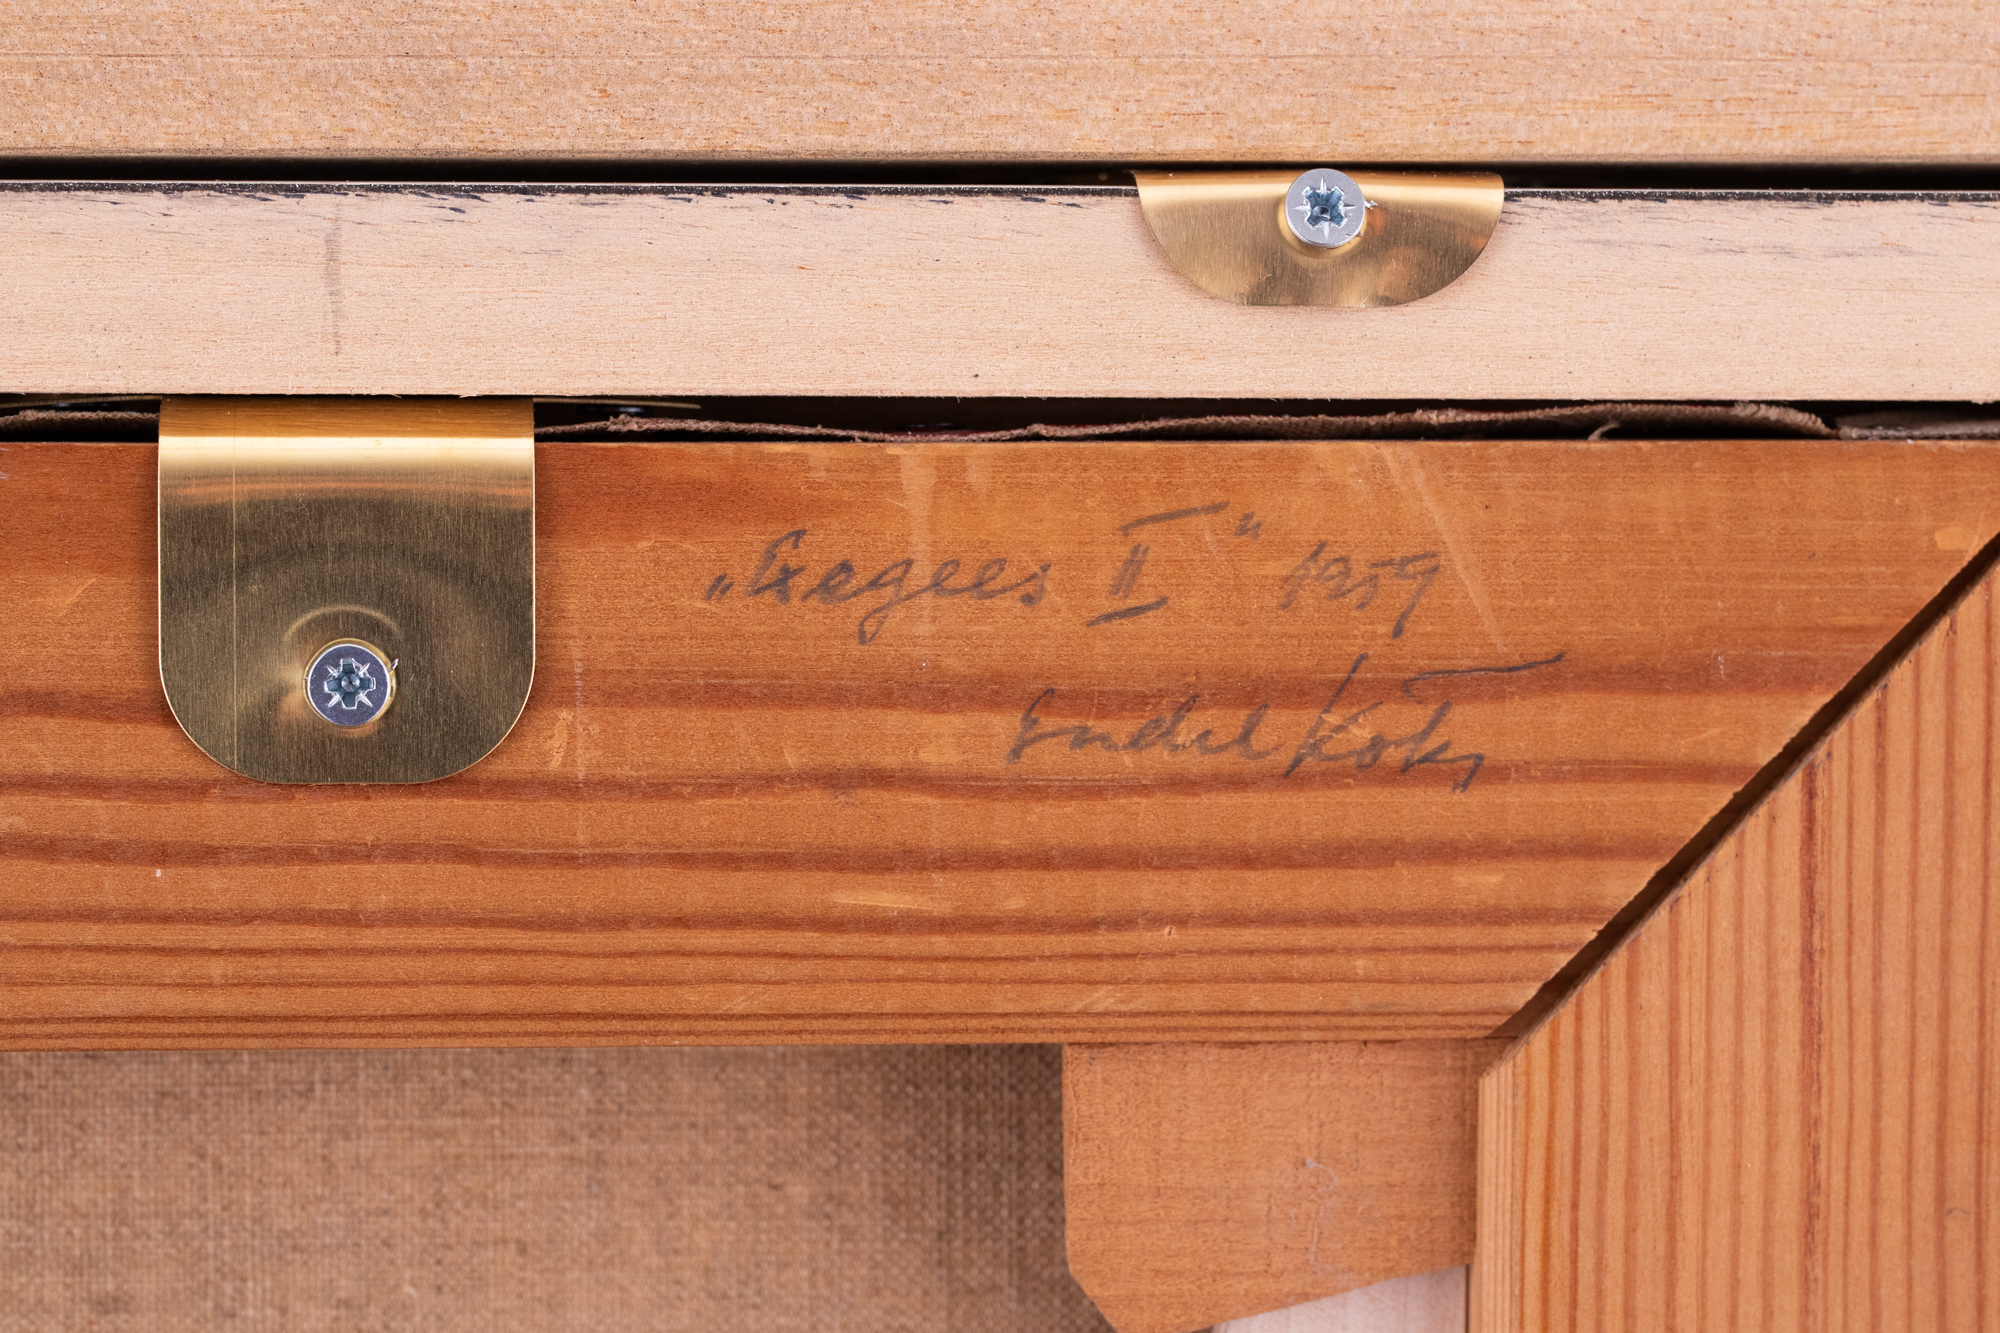 „Exegees II“ 1959
Endel Kõks